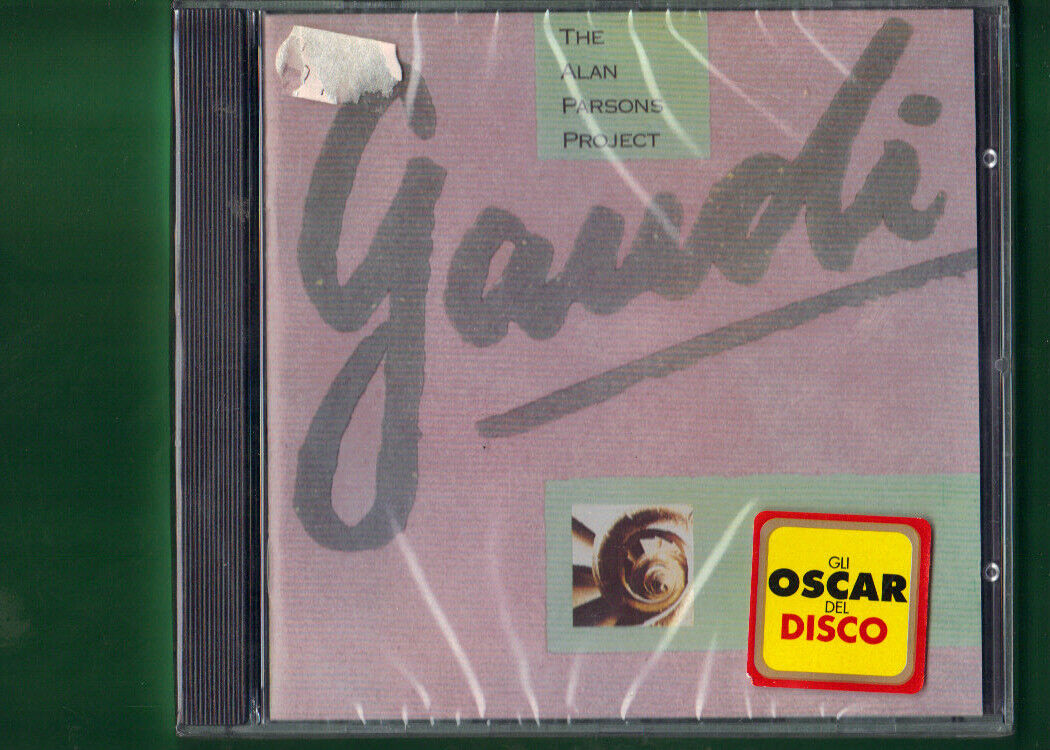 THE
ALAN
PARSONS
PROJECT
Gaudi
GLI
OSCAR
DEL
DISCO